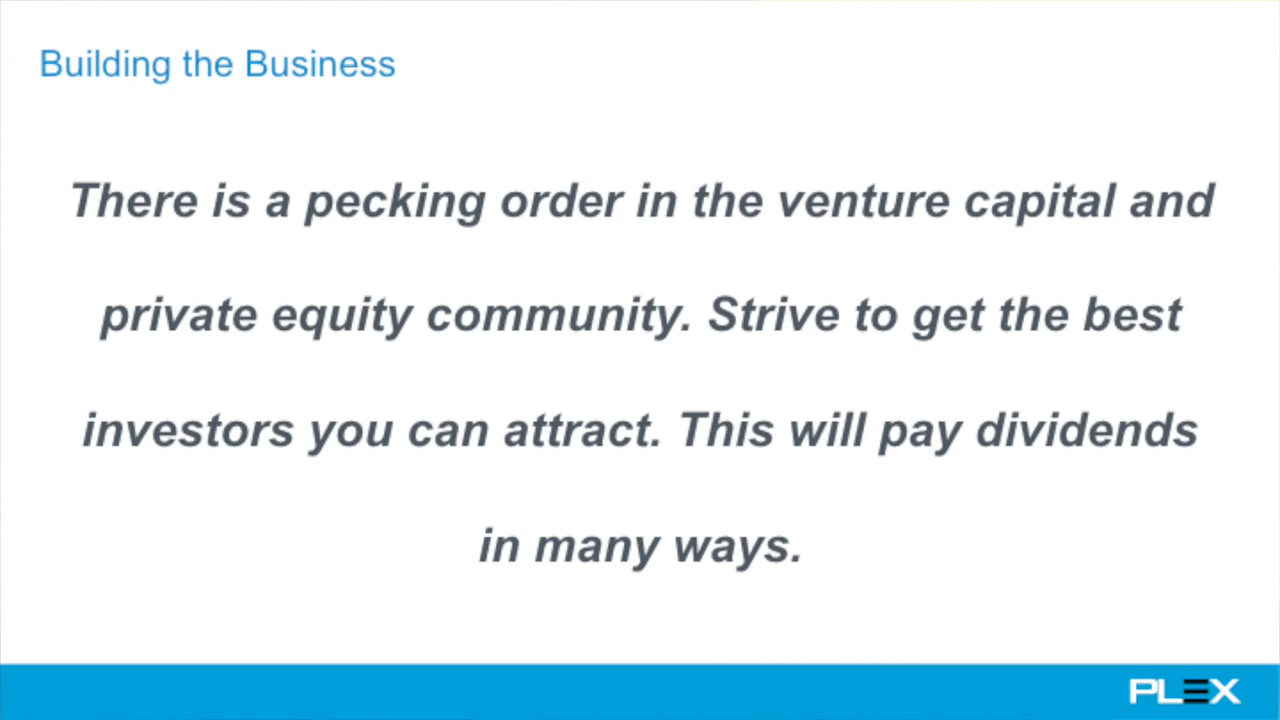 Building the Business
There is a pecking order in the venture capital and
private equity community. Strive to get the best
investors you can attract. This will pay dividends
in many ways.
PLEX